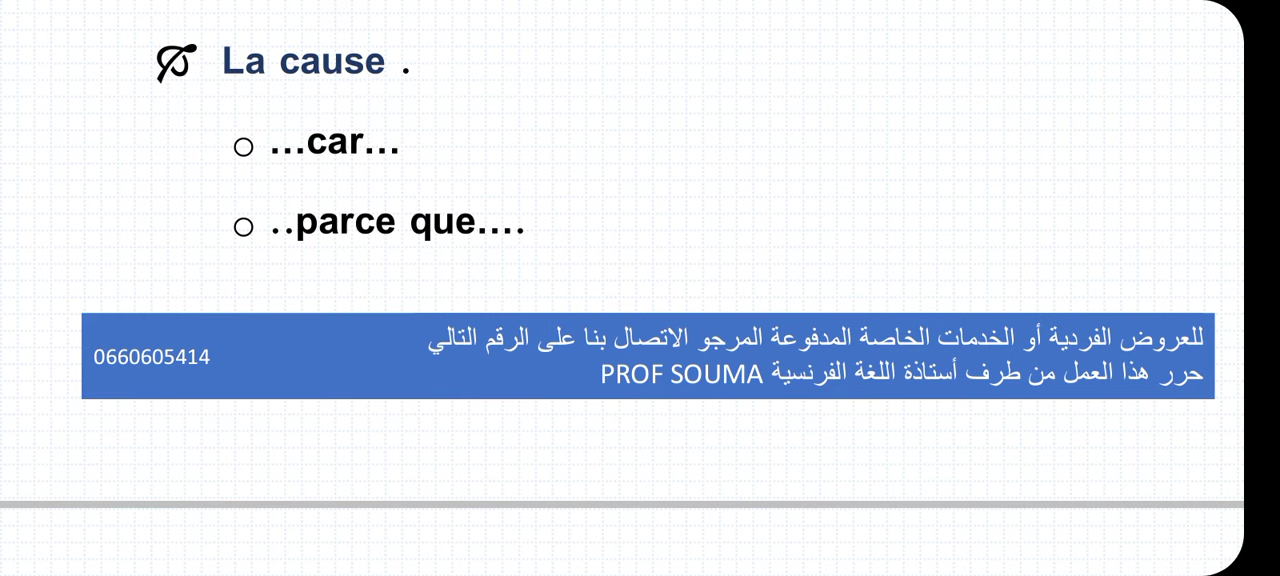 La cause .
…car…
..parce que….
للعروض الفردية أو الخدمات الخاصة المدفوعة المرجو الاتصال بنا على الرقم التالي
0660605414
حرر هذا العمل من طرف أستاذة اللغة الفرنسية PROF SOUMA